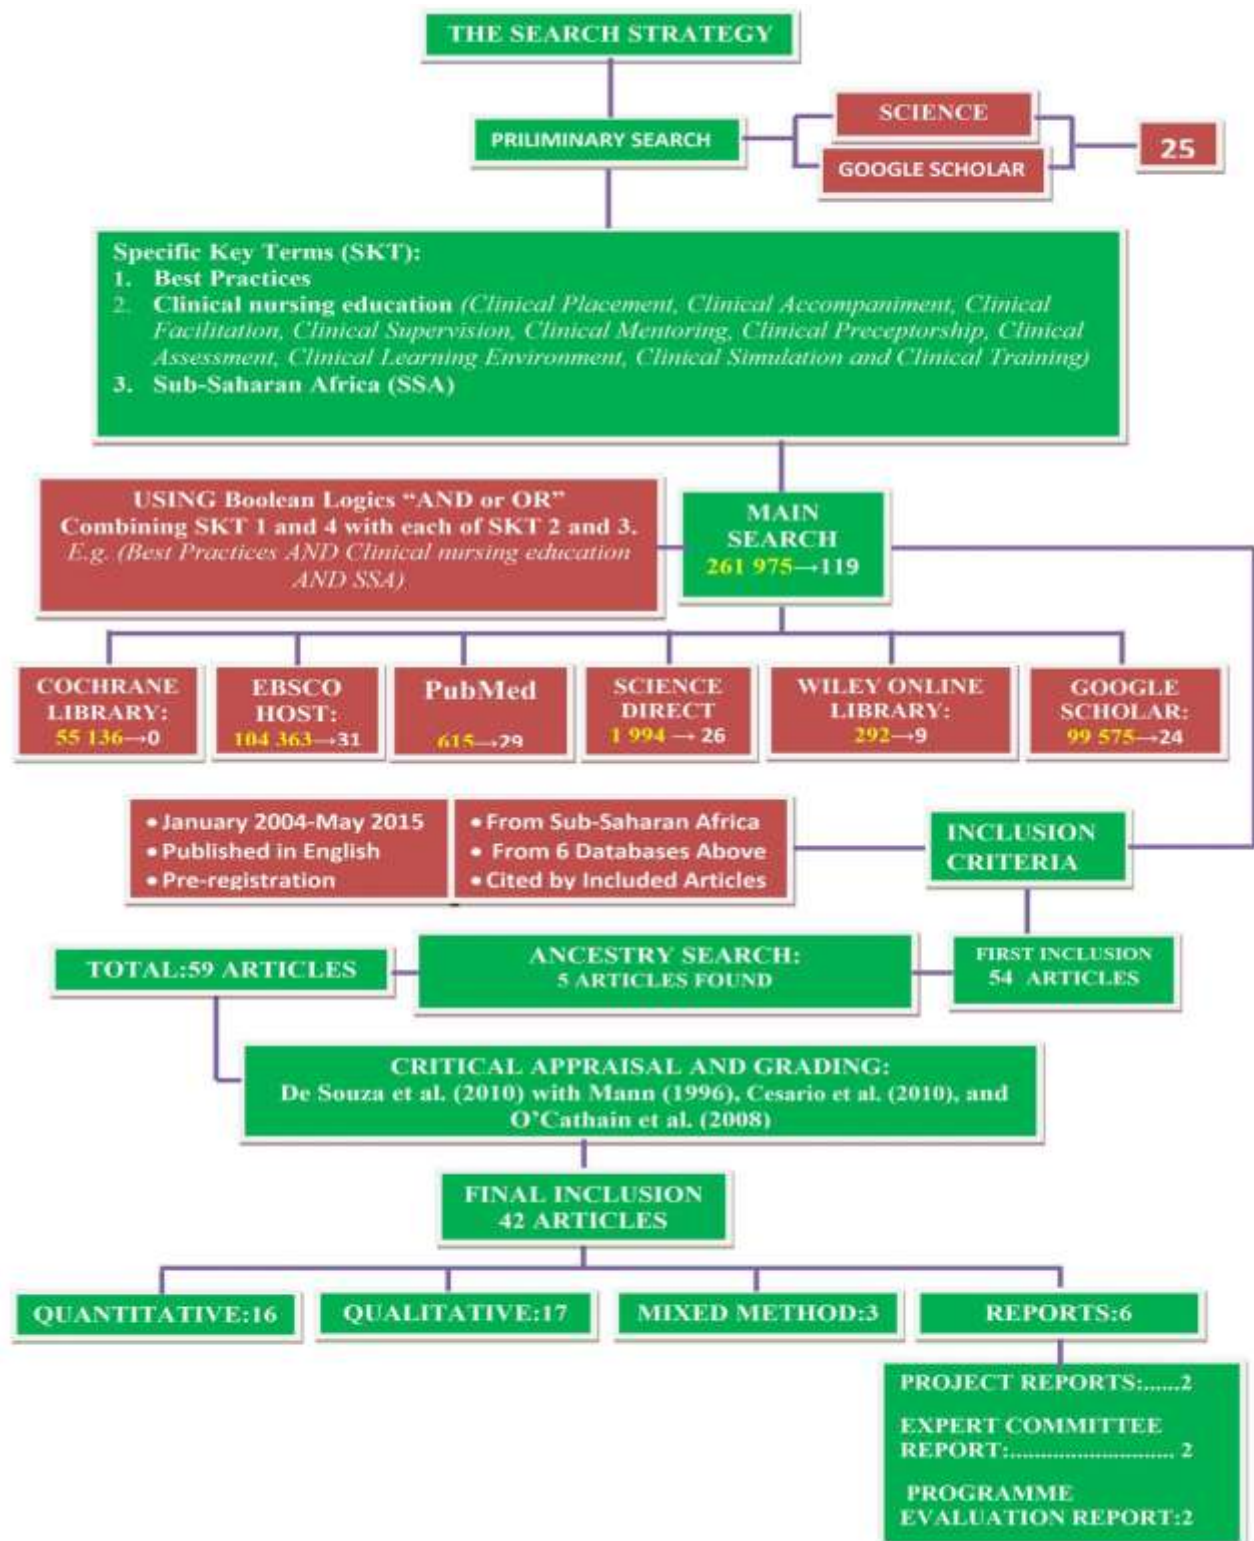 THE SEARCH STRATEGY
PRILIMINARY SEARCH
SCIENCE
GOOGLE SCHOLAR
25
Specific Key Terms (SKT):
1. Best Practices
2. Clinical nursing education (Clinical Placement, Clinical Accompaniment, Clinical
Facilitation, Clinical Supervision, Clinical Mentoring, Clinical Preceptorship, Clinical
Assessment, Clinical Learning Environment, Clinical Simulation and Clinical Training)
3. Sub-Saharan Africa (SSA)
USING Boolean Logics “AND or OR”
Combining SKT 1 and 4 with each of SKT 2 and 3.
E.g. (Best Practices AND Clinical nursing education
AND SSA)
MAIN
SEARCH
261 975→119
COCHRANE
LIBRARY:
55 136→0
EBSCO
HOST:
104 363→31
PubMed
615→29
SCIENCE
DIRECT
1 994 → 26
WILEY ONLINE
LIBRARY:
292→9
GOOGLE
SCHOLAR:
99 575→24
• January 2004-May 2015
• Published in English
• Pre-registration
• From Sub-Saharan Africa
• From 6 Databases Above
• Cited by Included Articles
INCLUSION
CRITERIA
TOTAL:59 ARTICLES
ANCESTRY SEARCH:
5 ARTICLES FOUND
FIRST INCLUSION
54 ARTICLES
CRITICAL APPRAISAL AND GRADING:
De Souza et al. (2010) with Mann (1996), Cesario et al. (2010), and
O’Cathain et al. (2008)
FINAL INCLUSION
42 ARTICLES
QUANTITATIVE:16
QUALITATIVE:17
MIXED METHOD:3
REPORTS:6
PROJECT REPORTS:......2
EXPERT COMMITTEE
REPORT:............................ 2
PROGRAMME
EVALUATION REPORT:2